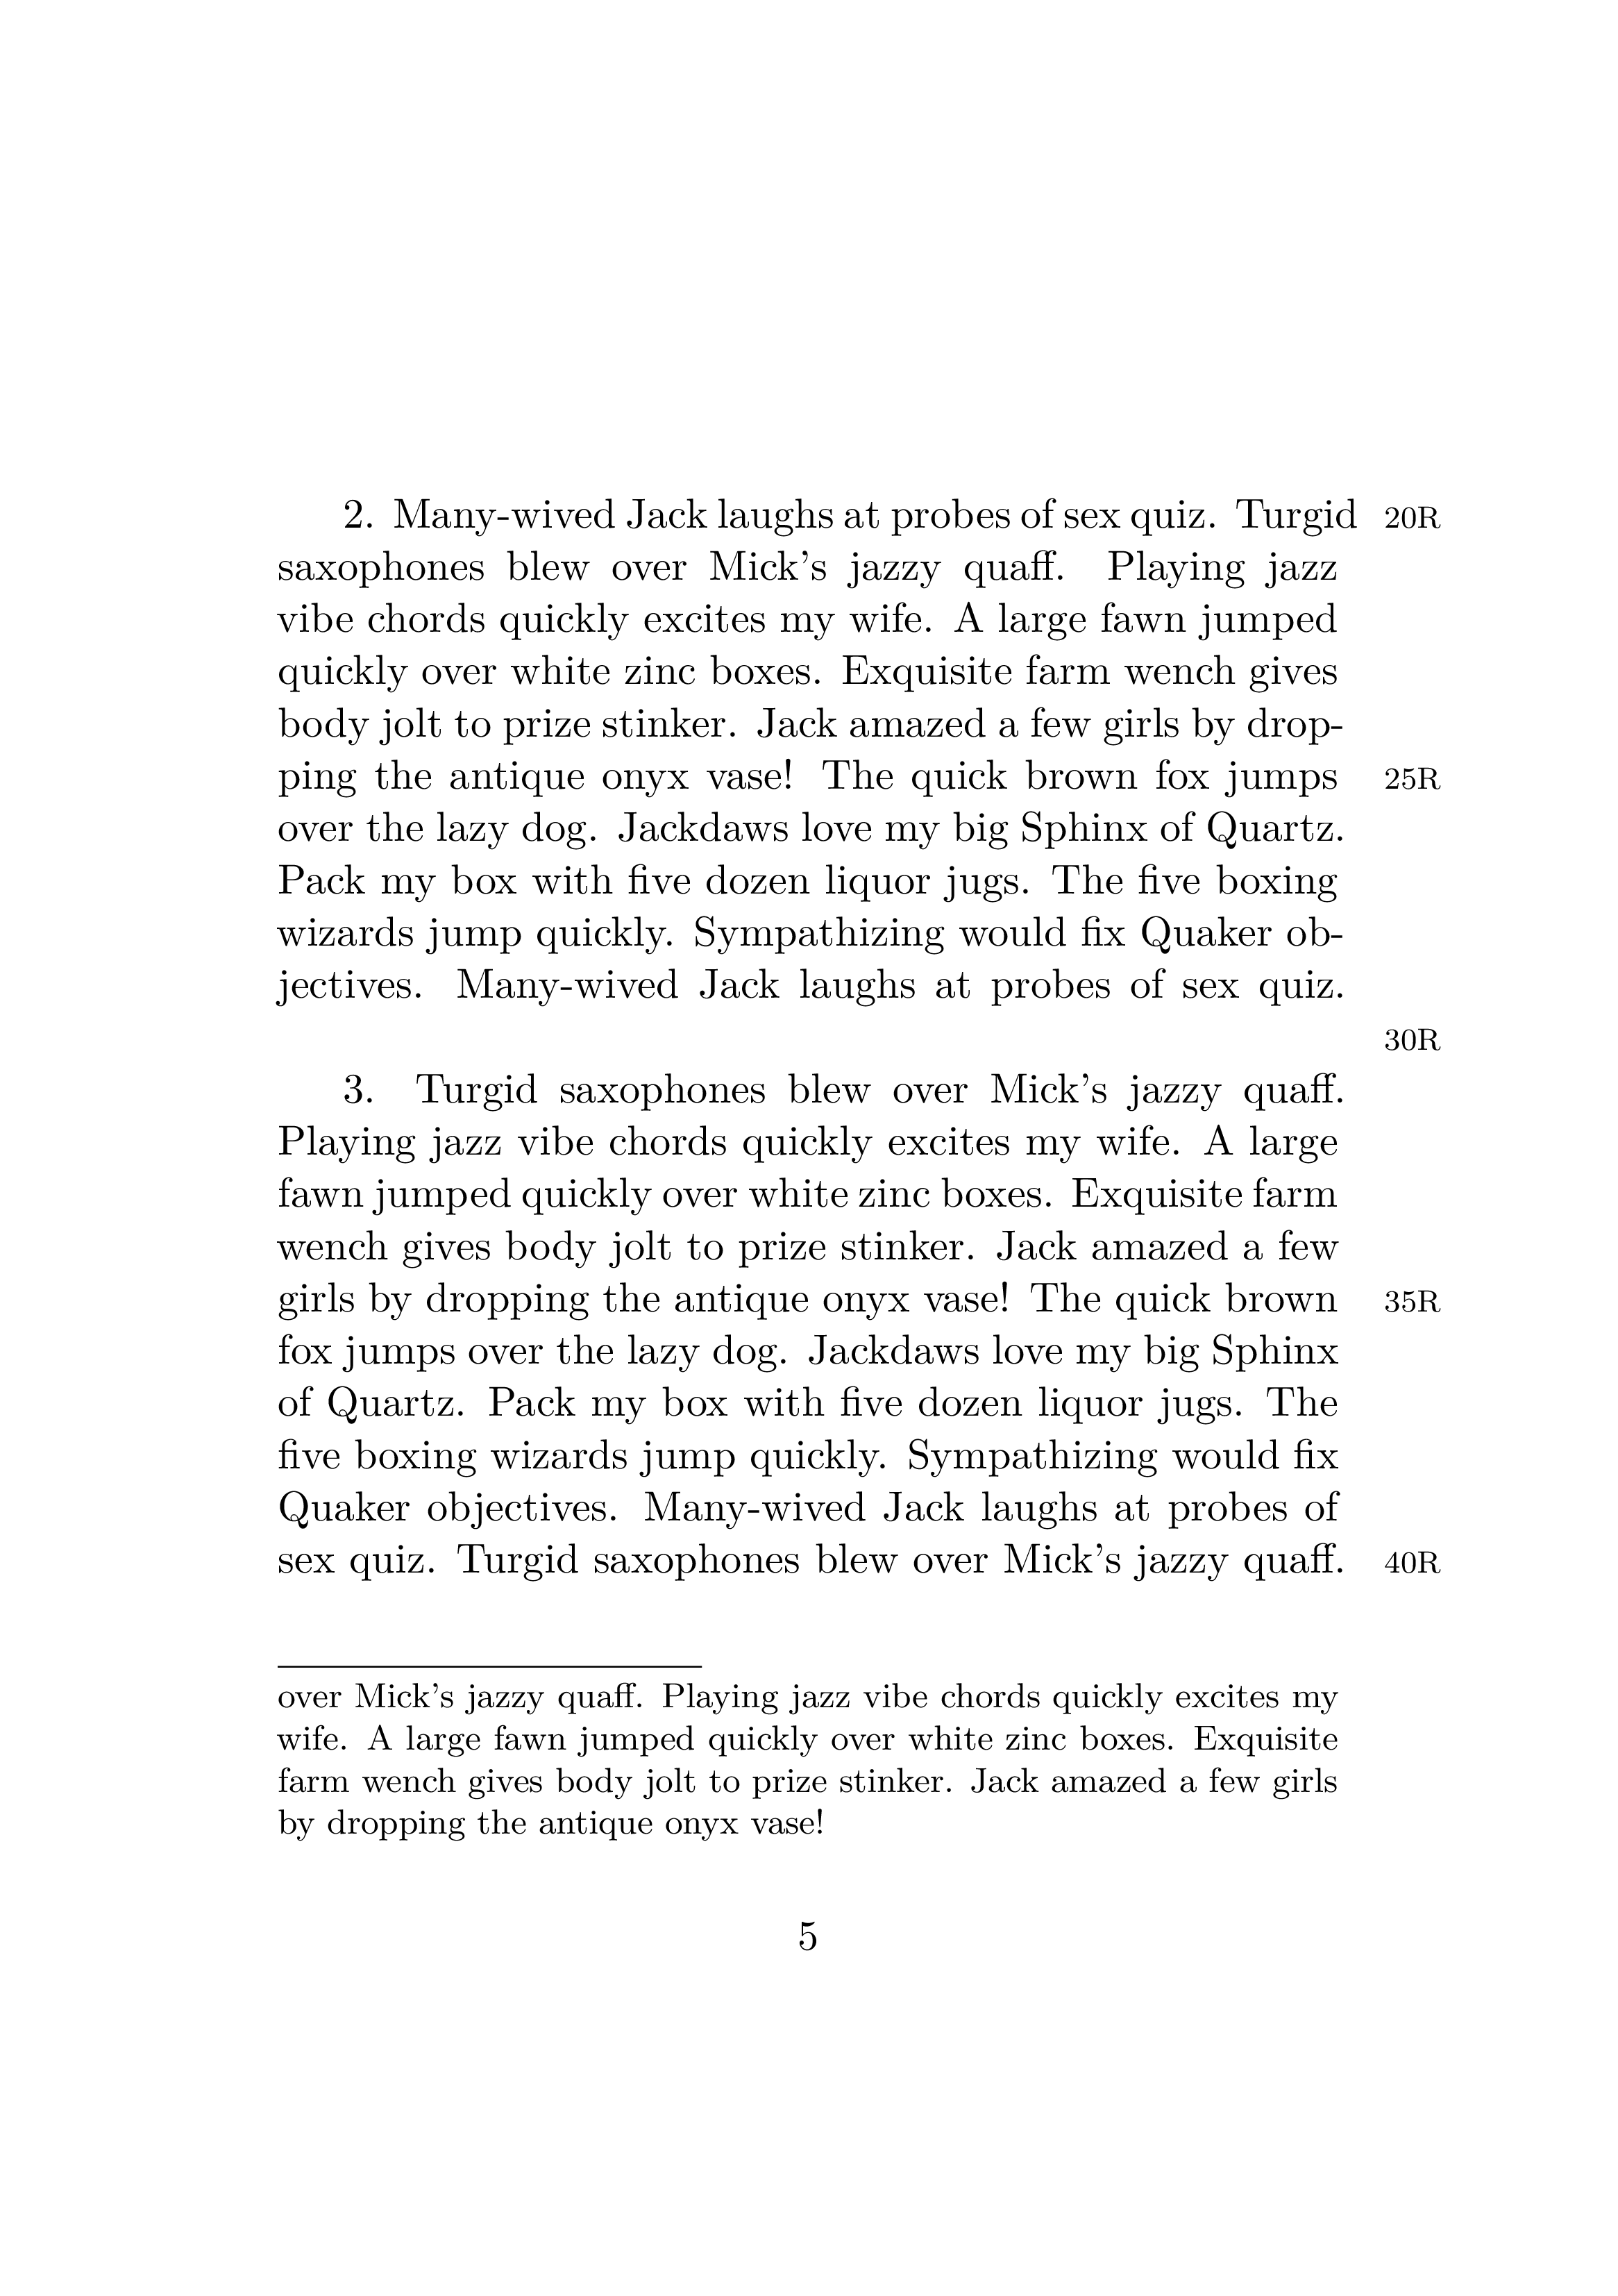 2. Many-wived Jack laughs at probes of sex quiz. Turgid 20R
saxophones blew over Mick's jazzy quaff. Playing jazz
vibe chords quickly excites my wife. A large fawn jumped
quickly over white zinc boxes. Exquisite farm wench gives
body jolt to prize stinker. Jack amazed a few girls by drop-
ping the antique onyx vase! The quick brown fox jumps 25R
over the lazy dog. Jackdaws love my big Sphinx of Quartz.
Pack my box with five dozen liquor jugs. The five boxing
wizards jump quickly. Sympathizing would fix Quaker ob-
jectives. Many-wived Jack laughs at probes of sex quiz.
30R
3. Turgid saxophones blew over Mick's jazzy quaff.
Playing jazz vibe chords quickly excites my wife. A large
fawn jumped quickly over white zinc boxes. Exquisite farm
wench gives body jolt to prize stinker. Jack amazed a few
girls by dropping the antique onyx vase! The quick brown 35R
fox jumps over the lazy dog. Jackdaws love my big Sphinx
of Quartz. Pack my box with five dozen liquor jugs. The
five boxing wizards jump quickly. Sympathizing would fix
Quaker objectives. Many-wived Jack laughs at probes of
sex quiz. Turgid saxophones blew over Mick's jazzy quaff. 40R
over Mick's jazzy quaff. Playing jazz vibe chords quickly excites my
wife. A large fawn jumped quickly over white zinc boxes. Exquisite
farm wench gives body jolt to prize stinker. Jack amazed a few girls
by dropping the antique onyx vase!
5